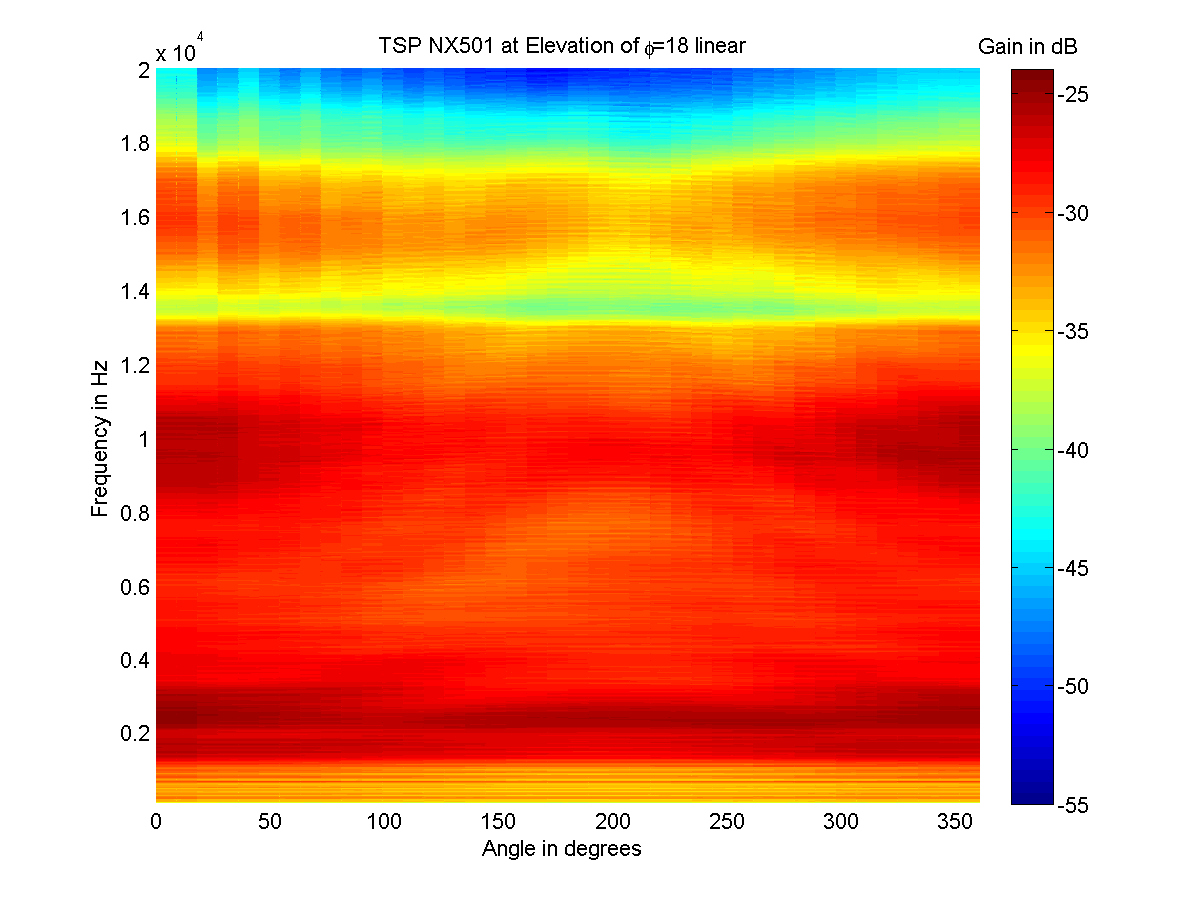 TSP NX501 at Elevation of ϕ=18 linear
Gain in dB
x 10^4
2
1.8
1.6
1.4
1.2
1
0.8
0.6
0.4
0.2
Frequency in Hz
0 50 100 150 200 250 300 350
Angle in degrees
-25
-30
-35
-40
-45
-50
-55